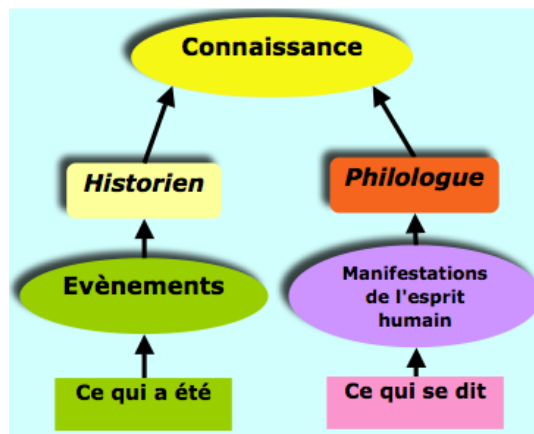 Connaissance
Historien
Philologue
Evènements
Manifestations
de l'esprit
humain
Ce qui a été
Ce qui se dit